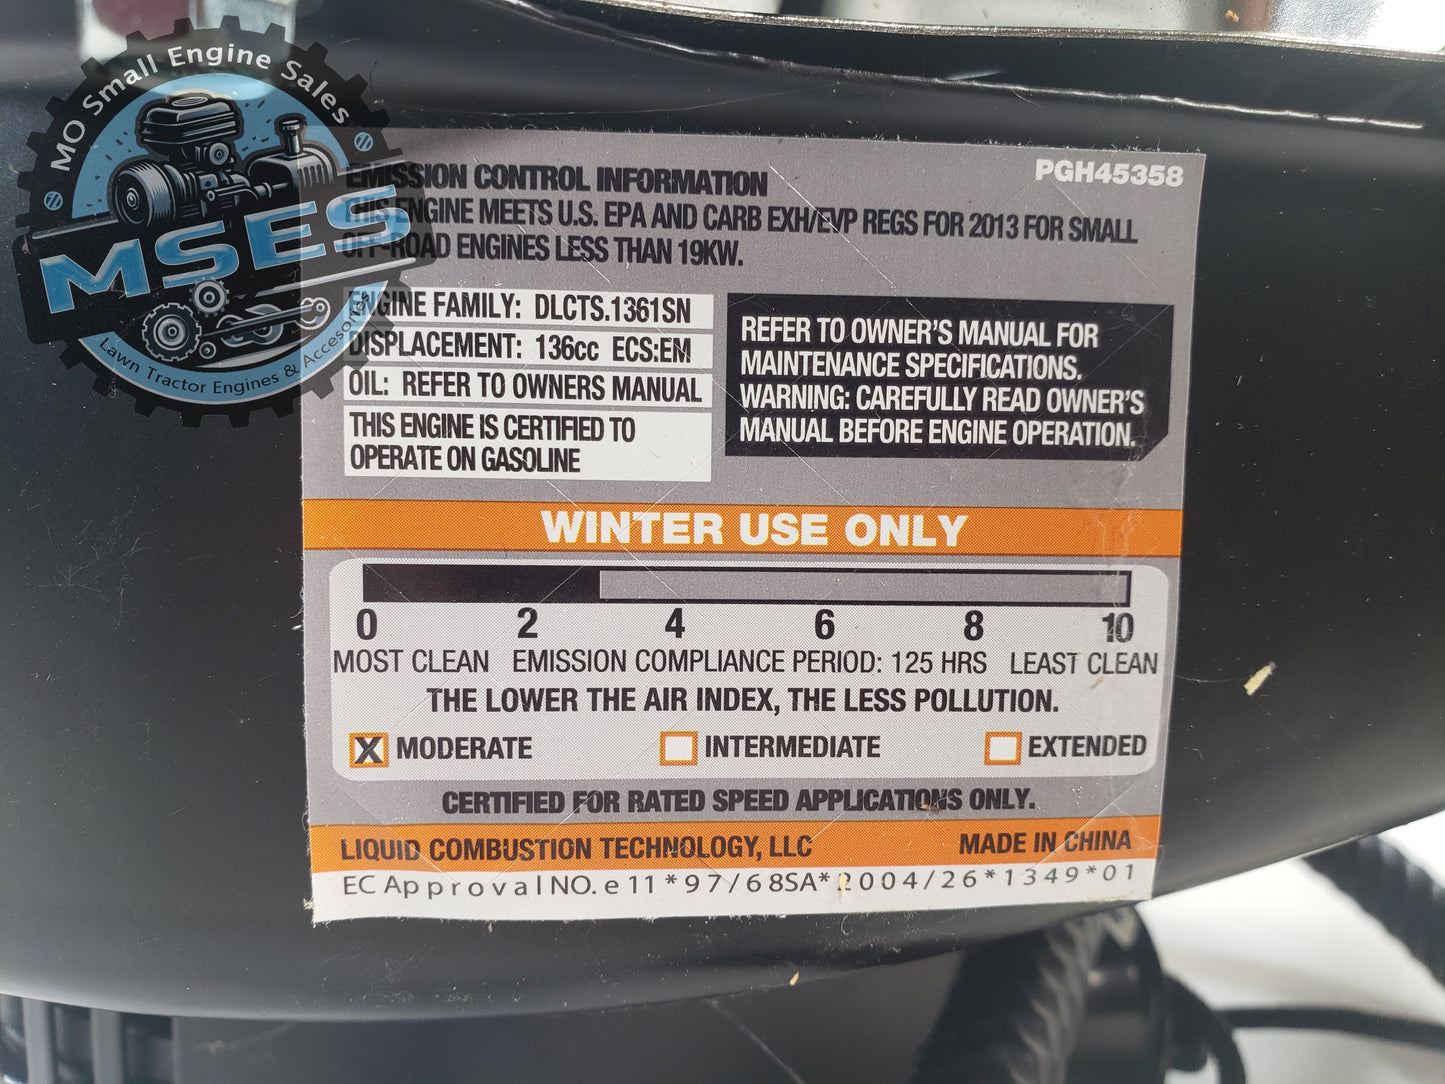 MO Small Engine Sales
MSES
Lawn Tractor Engines & Accesories
PGH45358
EMISSION CONTROL INFORMATION
THIS ENGINE MEETS U.S. EPA AND CARB EXH/EVP REGS FOR 2013 FOR SMALL
OFF-ROAD ENGINES LESS THAN 19KW.
ENGINE FAMILY: DLCTS.1361SN
DISPLACEMENT: 136cc ECS:EM
OIL: REFER TO OWNERS MANUAL
THIS ENGINE IS CERTIFIED TO
OPERATE ON GASOLINE
REFER TO OWNER'S MANUAL FOR
MAINTENANCE SPECIFICATIONS.
WARNING: CAREFULLY READ OWNER'S
MANUAL BEFORE ENGINE OPERATION.
WINTER USE ONLY
0 2 4 6 8 10
MOST CLEAN EMISSION COMPLIANCE PERIOD: 125 HRS LEAST CLEAN
THE LOWER THE AIR INDEX, THE LESS POLLUTION.
X MODERATE INTERMEDIATE EXTENDED
CERTIFIED FOR RATED SPEED APPLICATIONS ONLY.
LIQUID COMBUSTION TECHNOLOGY, LLC MADE IN CHINA
EC Approval NO. e11*97/68SA*2004/26*1349*01